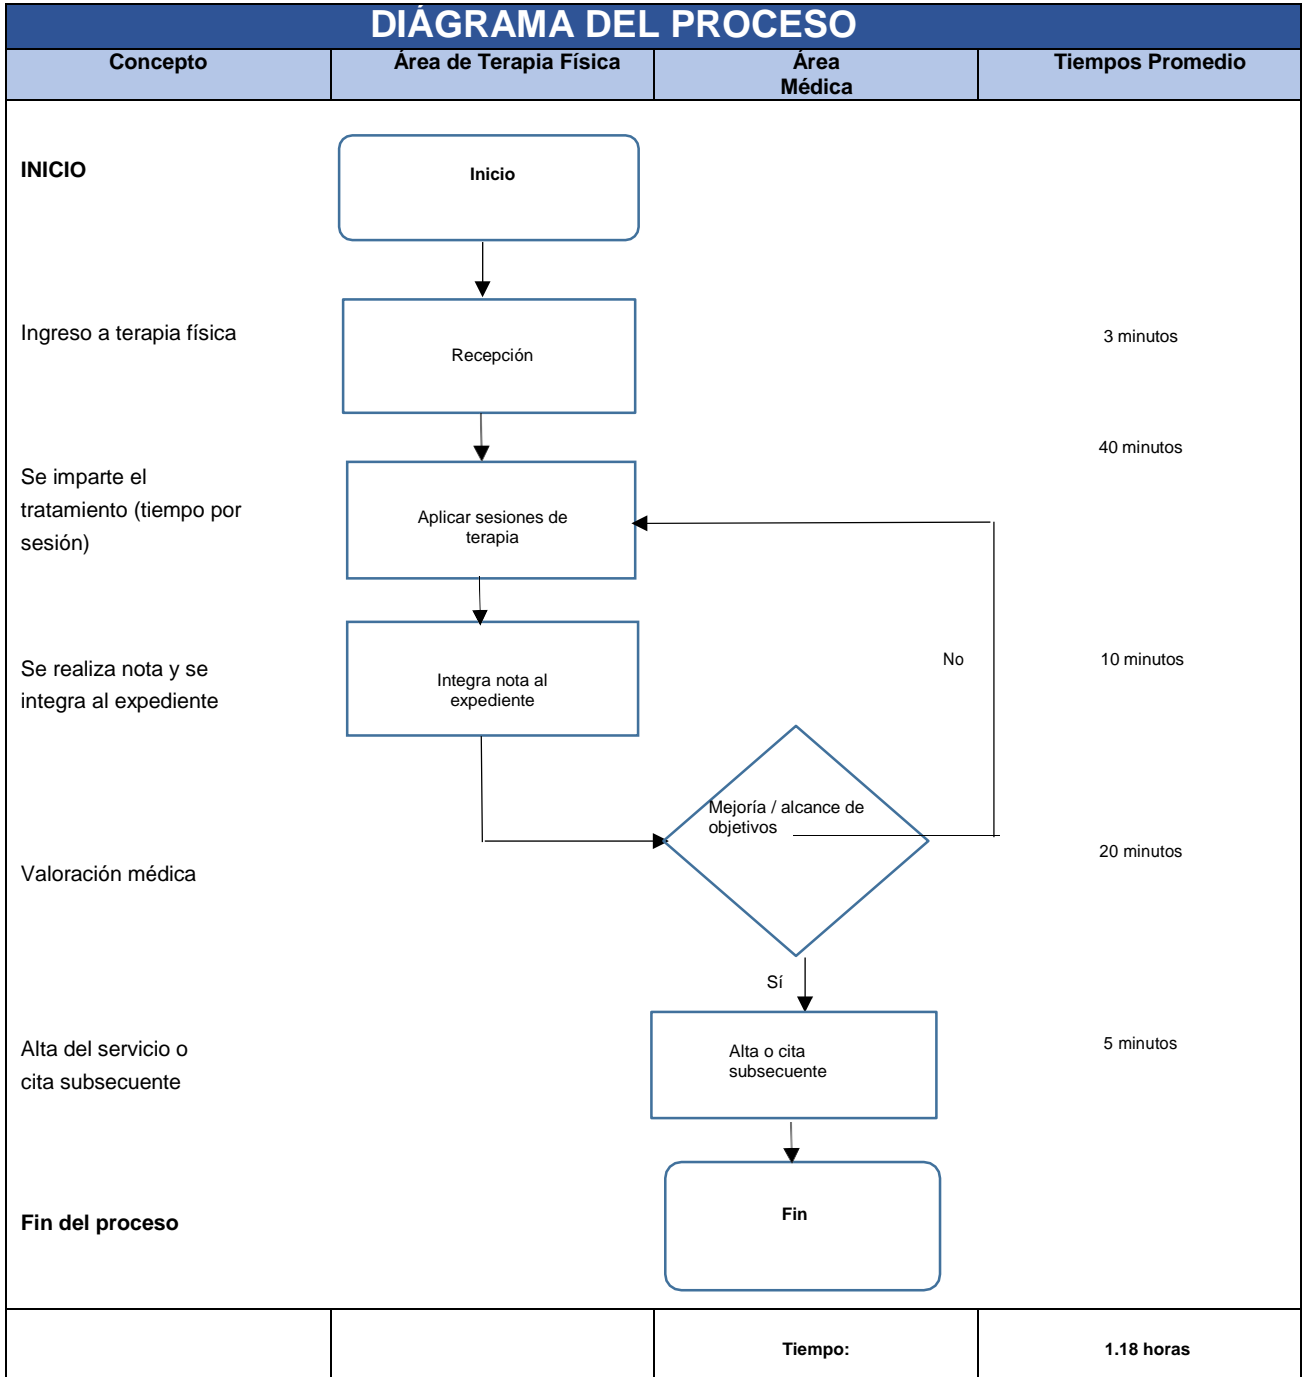 DIÁGRAMA DEL PROCESO
Concepto
Área de Terapia Física
Área
Médica
Tiempos Promedio
INICIO
Inicio
Ingreso a terapia física
Recepción
3 minutos
40 minutos
Se imparte el
tratamiento (tiempo por
sesión)
Aplicar sesiones de
terapia
Se realiza nota y se
integra al expediente
Integra nota al
expediente
No
10 minutos
Mejoría / alcance de
objetivos
Valoración médica
20 minutos
Sí
Alta del servicio o
cita subsecuente
Alta o cita
subsecuente
5 minutos
Fin del proceso
Fin
Tiempo:
1.18 horas